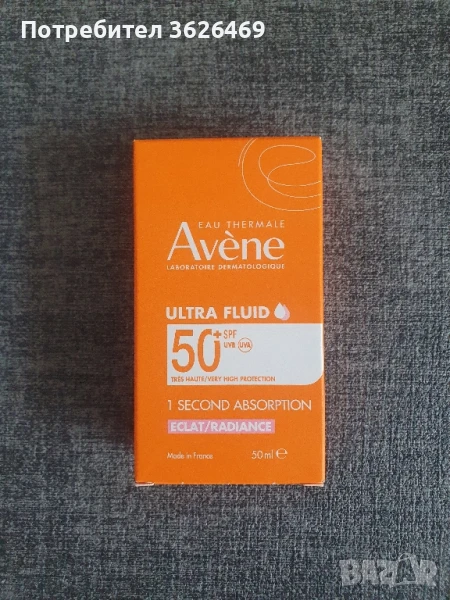 Потребител 3626469
EAU THERMALE
Avène
LABORATOIRE DERMATOLOGIQUE
ULTRA FLUID
50+ SPF
UVB UVA
TRÈS HAUTE/VERY HIGH PROTECTION
1 SECOND ABSORPTION
ECLAT/RADIANCE
Made in France
50 ml e
BAZAR